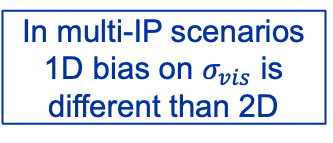 In multi-IP scenarios
1D bias on σ_vis is
different than 2D